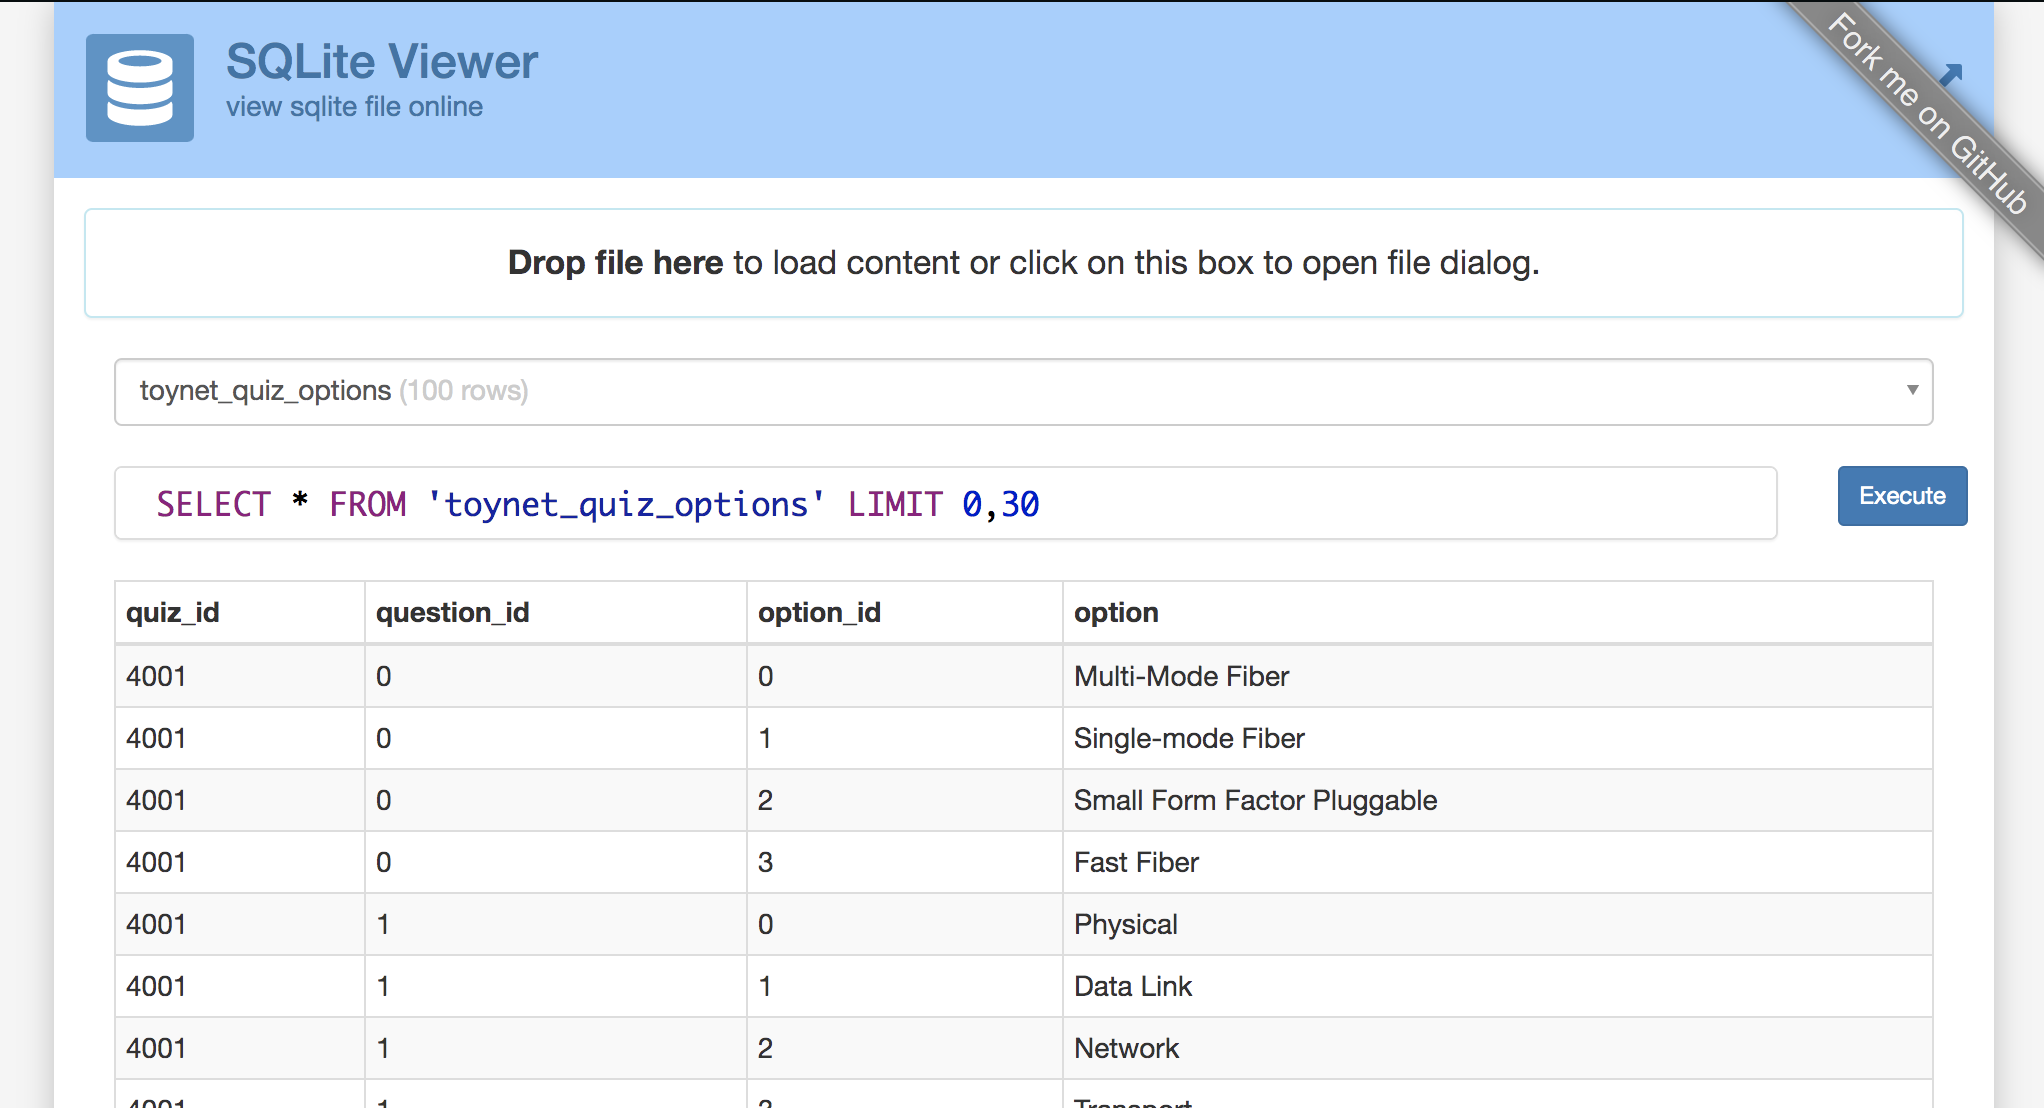 SQLite Viewer
view sqlite file online
Fork me on GitHub
Drop file here to load content or click on this box to open file dialog.
toynet_quiz_options (100 rows)
SELECT * FROM 'toynet_quiz_options' LIMIT 0,30
Execute
quiz_id question_id option_id option
4001 0 0 Multi-Mode Fiber
4001 0 1 Single-mode Fiber
4001 0 2 Small Form Factor Pluggable
4001 0 3 Fast Fiber
4001 1 0 Physical
4001 1 1 Data Link
4001 1 2 Network
4001 1 3 Transport